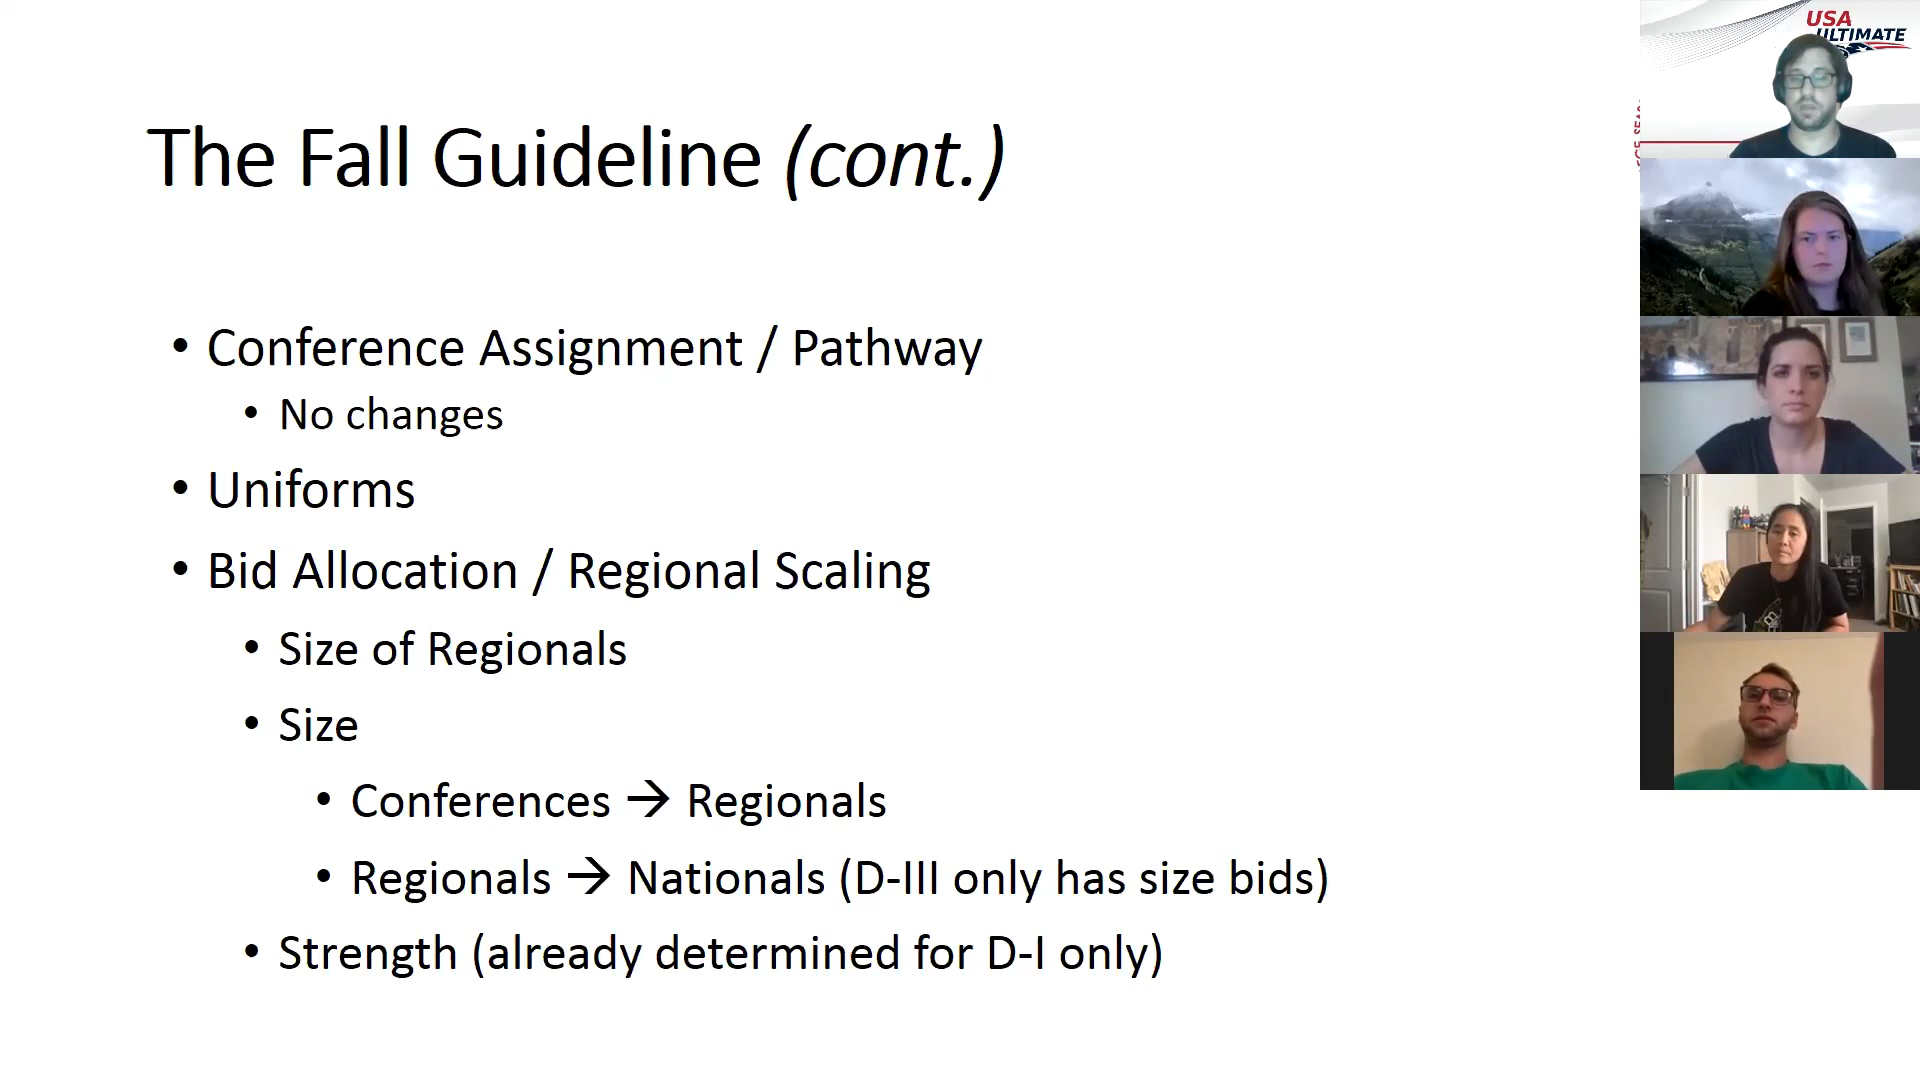 The Fall Guideline (cont.)
• Conference Assignment / Pathway
• No changes
• Uniforms
• Bid Allocation / Regional Scaling
• Size of Regionals
• Size
• Conferences → Regionals
• Regionals → Nationals (D-III only has size bids)
• Strength (already determined for D-I only)
USA
ULTIMATE